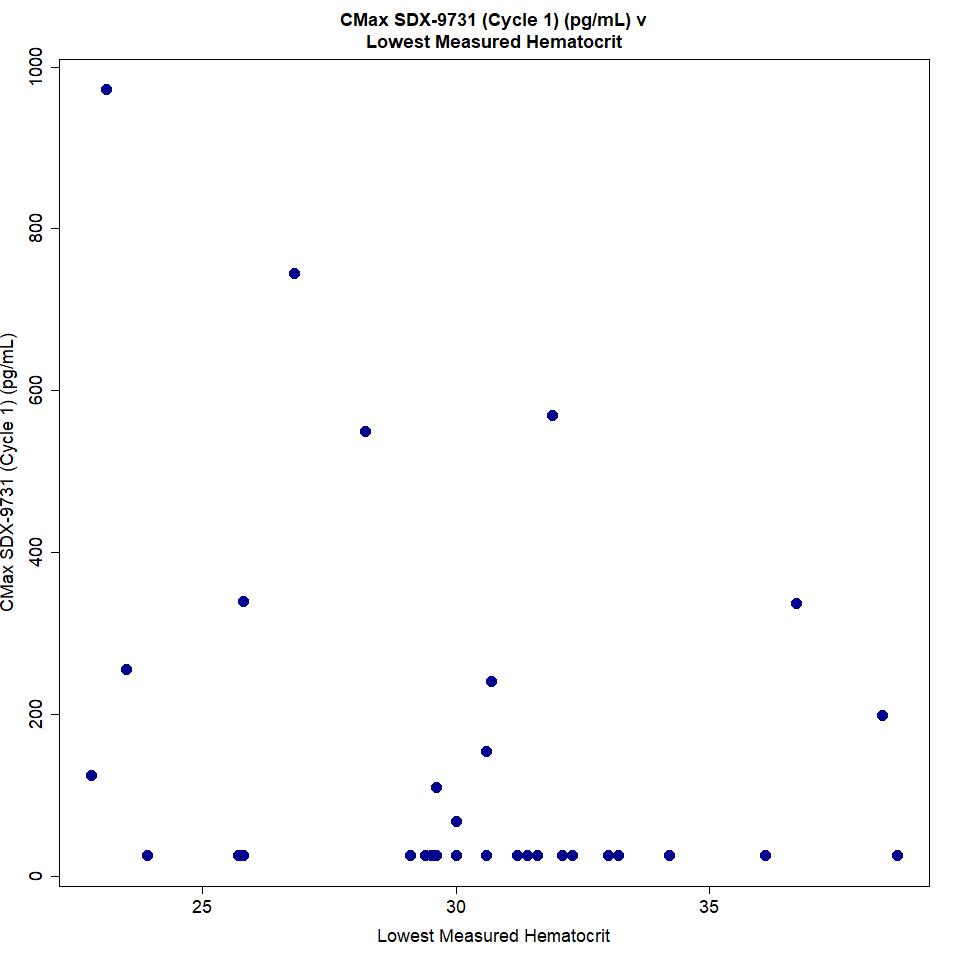 CMax SDX-9731 (Cycle 1) (pg/mL) v
Lowest Measured Hematocrit
CMax SDX-9731 (Cycle 1) (pg/mL)
1000
800
600
400
200
0
25
30
35
Lowest Measured Hematocrit